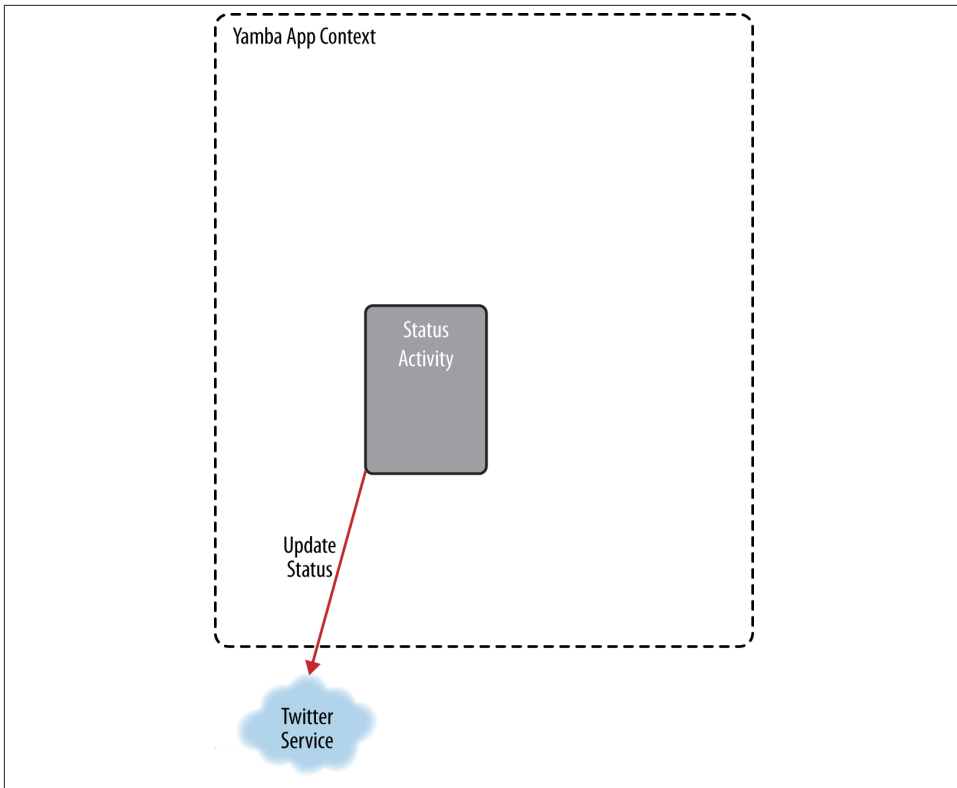 Yamba App Context
Status
Activity
Update
Status
Twitter
Service